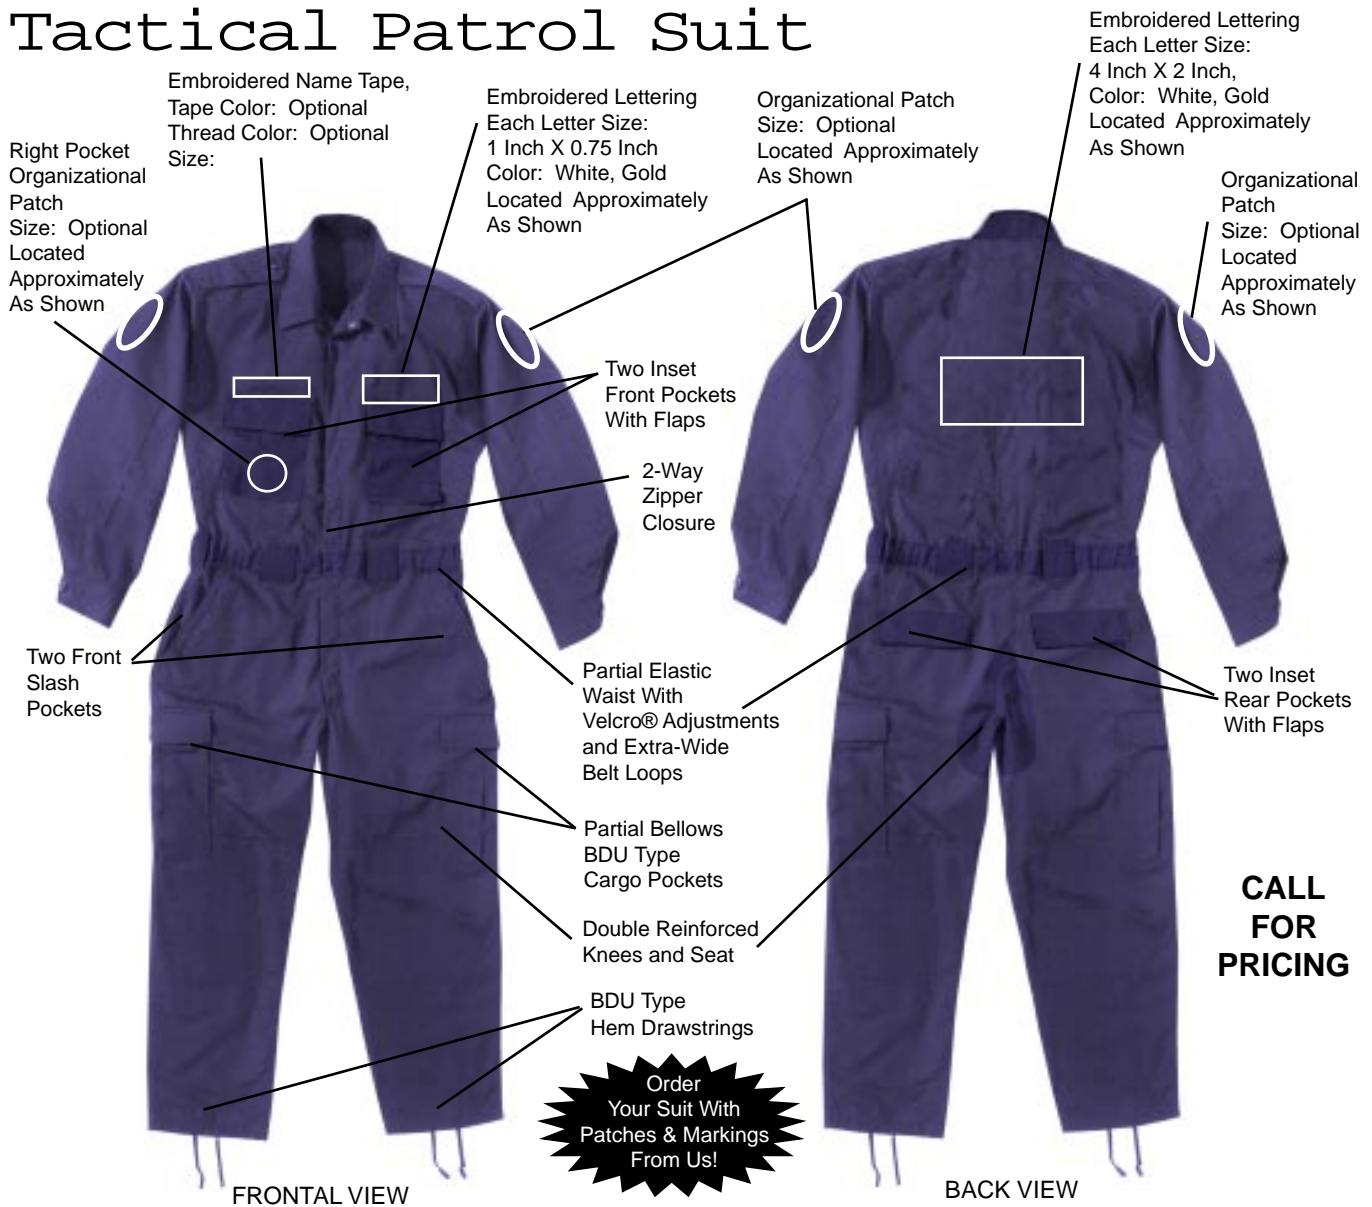 Tactical Patrol Suit
Embroidered Name Tape,
Tape Color: Optional
Thread Color: Optional
Size:
Right Pocket
Organizational
Patch
Size: Optional
Located
Approximately
As Shown
Embroidered Lettering
Each Letter Size:
1 Inch X 0.75 Inch
Color: White, Gold
Located Approximately
As Shown
Organizational Patch
Size: Optional
Located Approximately
As Shown
Embroidered Lettering
Each Letter Size:
4 Inch X 2 Inch,
Color: White, Gold
Located Approximately
As Shown
Organizational
Patch
Size: Optional
Located
Approximately
As Shown
Two Inset
Front Pockets
With Flaps
2-Way
Zipper
Closure
Two Front
Slash
Pockets
Partial Elastic
Waist With
Velcro® Adjustments
and Extra-Wide
Belt Loops
Two Inset
Rear Pockets
With Flaps
Partial Bellows
BDU Type
Cargo Pockets
Double Reinforced
Knees and Seat
CALL
FOR
PRICING
BDU Type
Hem Drawstrings
Order
Your Suit With
Patches & Markings
From Us!
FRONTAL VIEW
BACK VIEW